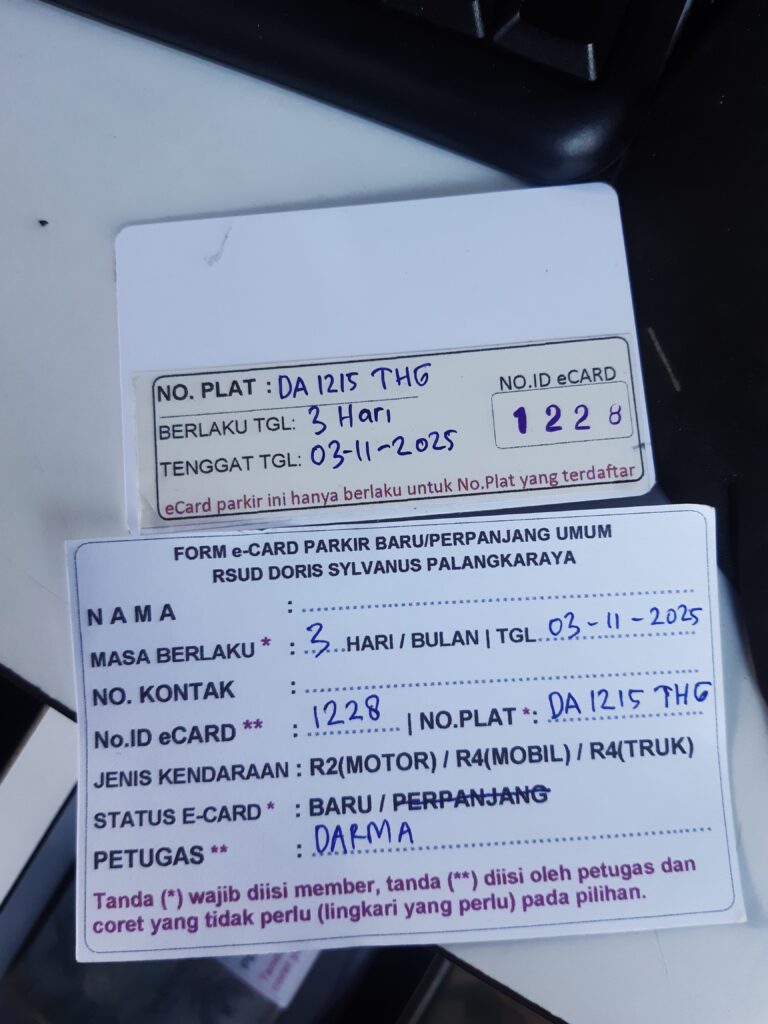 NO. PLAT : DA 1215 THG
BERLAKU TGL: 3 Hari
TENGGAT TGL: 03-11-2025
NO.ID eCARD
1228
eCard parkir ini hanya berlaku untuk No.Plat yang terdaftar
FORM e-CARD PARKIR BARU/PERPANJANG UMUM
RSUD DORIS SYLVANUS PALANGKARAYA
NAMA :
MASA BERLAKU * : 3 HARI / BULAN | TGL 03-11-2025
NO. KONTAK :
No.ID eCARD ** : 1228 | NO.PLAT *: DA 1215 THG
JENIS KENDARAAN : R2(MOTOR) / R4(MOBIL) / R4(TRUK)
STATUS E-CARD * : BARU / PERPANJANG
PETUGAS ** : DARMA
Tanda (*) wajib diisi member, tanda (**) diisi oleh petugas dan
coret yang tidak perlu (lingkari yang perlu) pada pilihan.